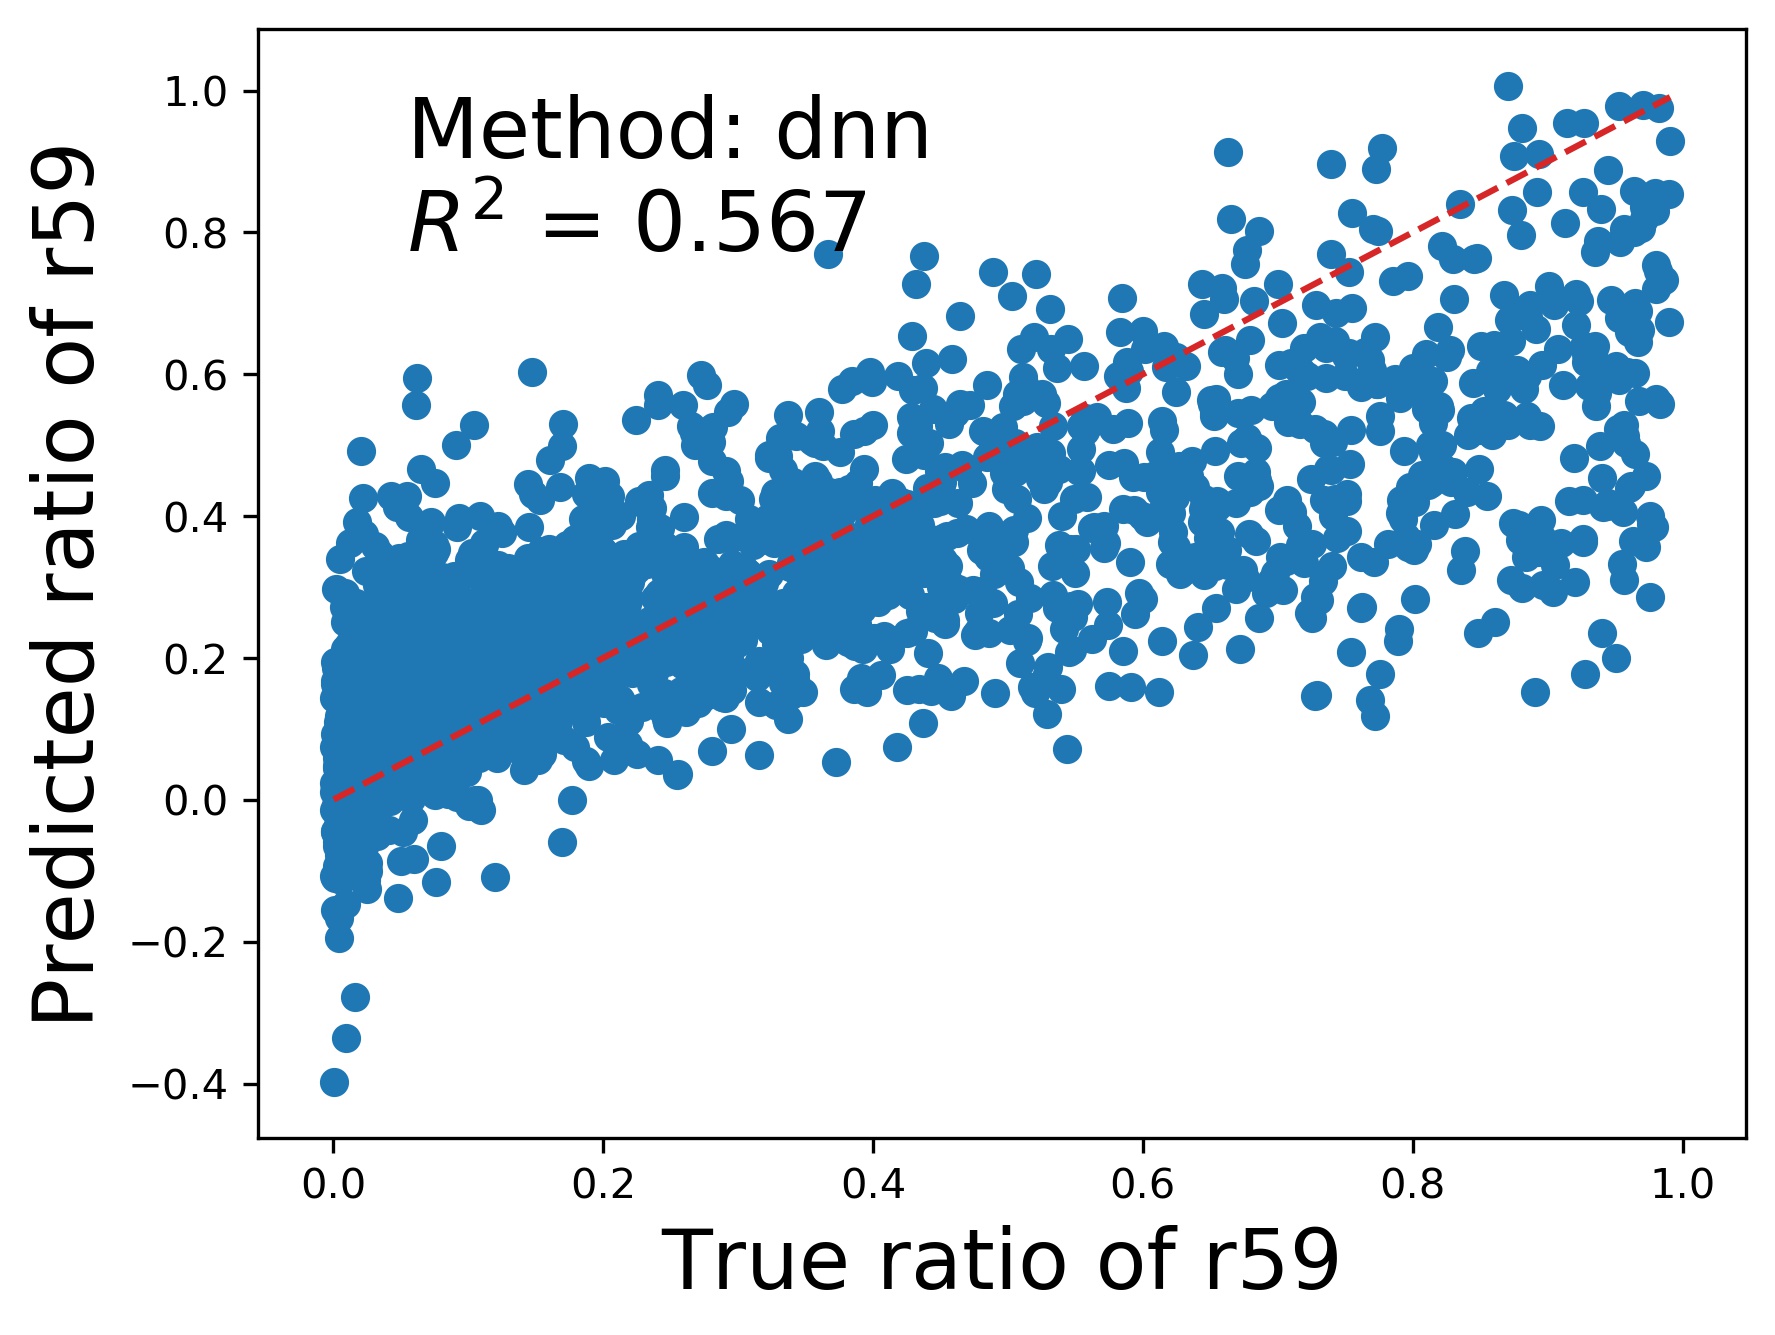 Method: dnn
R² = 0.567
Predicted ratio of r59
1.0
0.8
0.6
0.4
0.2
0.0
−0.2
−0.4
0.0 0.2 0.4 0.6 0.8 1.0
True ratio of r59